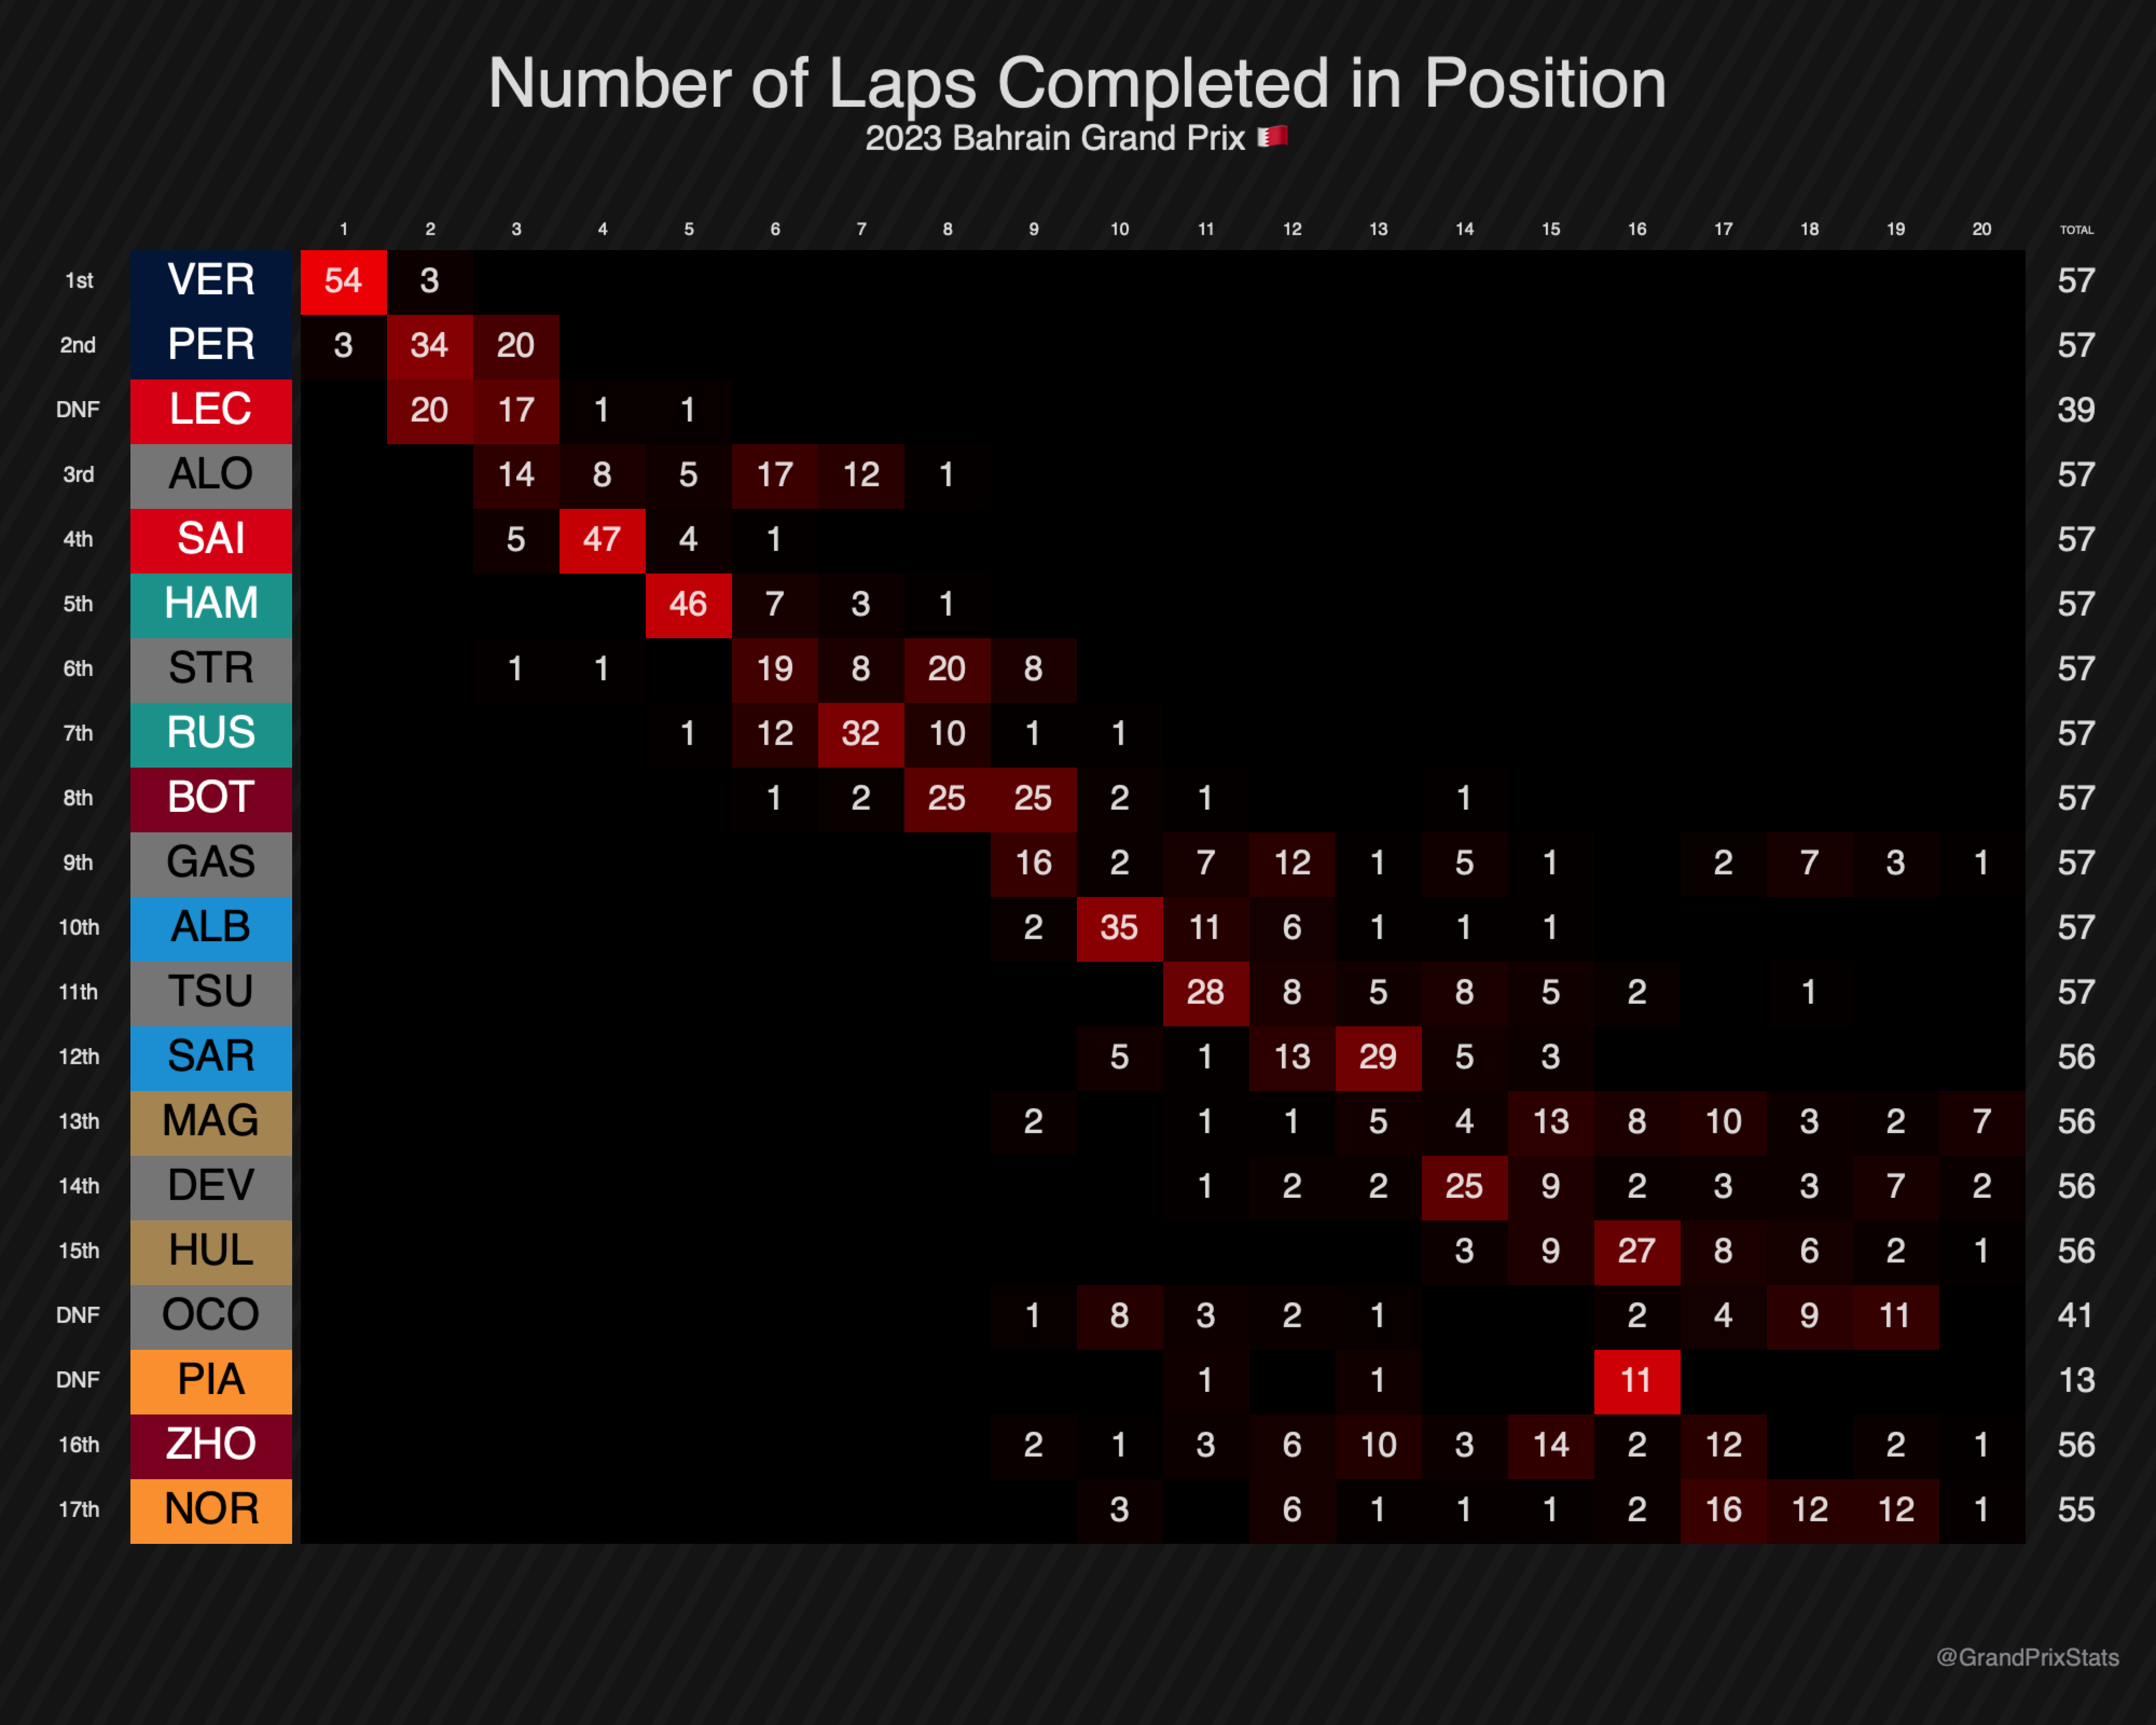 Number of Laps Completed in Position
2023 Bahrain Grand Prix 🇧🇭
1 2 3 4 5 6 7 8 9 10 11 12 13 14 15 16 17 18 19 20 TOTAL
1st VER 54 3 57
2nd PER 3 34 20 57
DNF LEC 20 17 1 1 39
3rd ALO 14 8 5 17 12 1 57
4th SAI 5 47 4 1 57
5th HAM 46 7 3 1 57
6th STR 1 1 19 8 20 8 57
7th RUS 1 12 32 10 1 1 57
8th BOT 1 2 25 25 2 1 1 57
9th GAS 16 2 7 12 1 5 1 2 7 3 1 57
10th ALB 2 35 11 6 1 1 1 57
11th TSU 28 8 5 8 5 2 1 57
12th SAR 5 1 13 29 5 3 56
13th MAG 2 1 1 5 4 13 8 10 3 2 7 56
14th DEV 1 2 2 25 9 2 3 3 7 2 56
15th HUL 3 9 27 8 6 2 1 56
DNF OCO 1 8 3 2 1 2 4 9 11 41
DNF PIA 1 1 11 13
16th ZHO 2 1 3 6 10 3 14 2 12 2 1 56
17th NOR 3 6 1 1 1 2 16 12 12 1 55
@GrandPrixStats